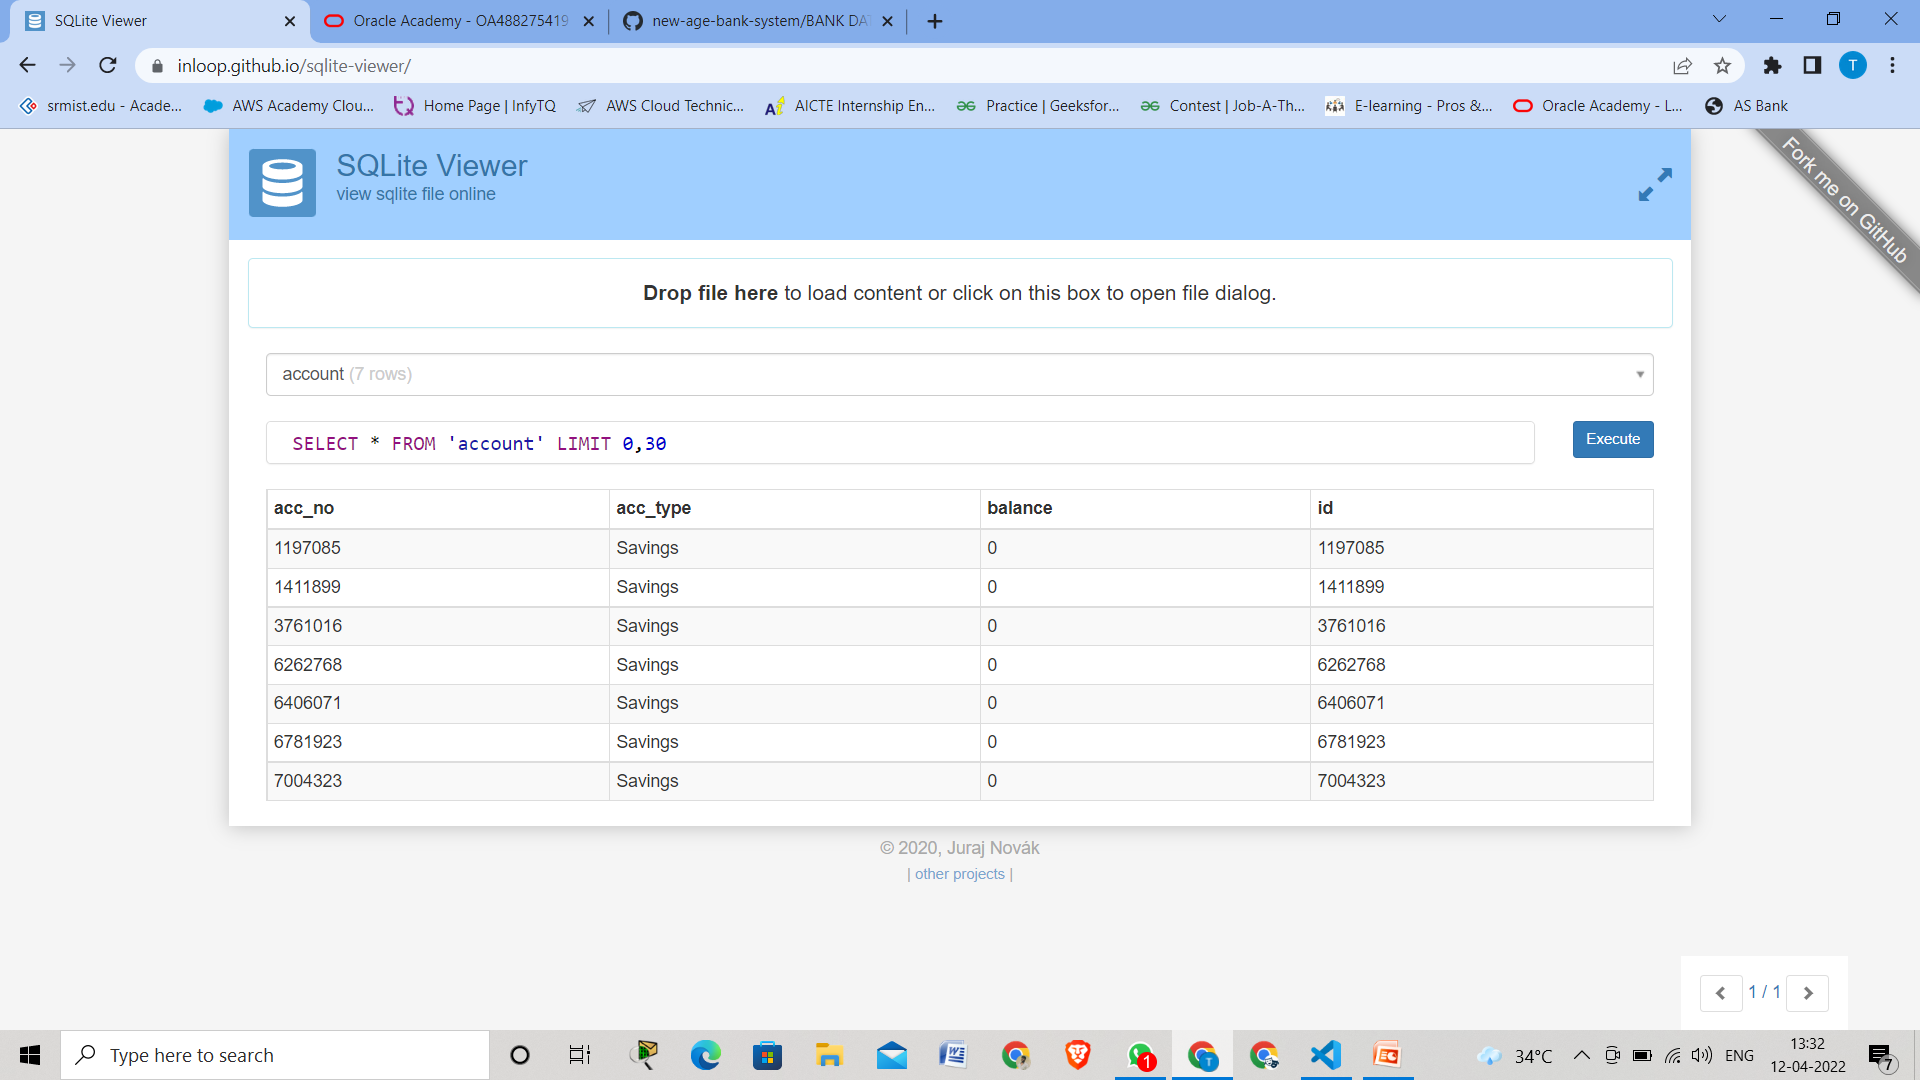 SQLite Viewer
Oracle Academy - OA488275419
new-age-bank-system/BANK DA
inloop.github.io/sqlite-viewer/
T
srmist.edu - Acade...
AWS Academy Clou...
Home Page | InfyTQ
AWS Cloud Technic...
AICTE Internship En...
Practice | Geeksfor...
Contest | Job-A-Th...
E-learning - Pros &...
Oracle Academy - L...
AS Bank
SQLite Viewer
view sqlite file online
Fork me on GitHub
Drop file here to load content or click on this box to open file dialog.
account (7 rows)
SELECT * FROM 'account' LIMIT 0,30
Execute
acc_no acc_type balance id
1197085 Savings 0 1197085
1411899 Savings 0 1411899
3761016 Savings 0 3761016
6262768 Savings 0 6262768
6406071 Savings 0 6406071
6781923 Savings 0 6781923
7004323 Savings 0 7004323
© 2020, Juraj Novák
| other projects |
1 / 1
Type here to search
1
T
34°C
ENG
13:32
12-04-2022
7